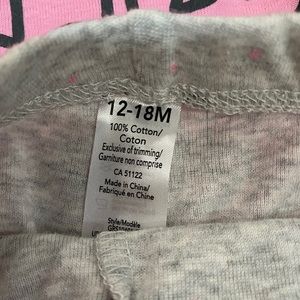 12-18M
100% Cotton/
Coton
Exclusive of trimming/
Garniture non comprise
CA 51122
Made in China/
Fabriqué en Chine
Style/Modèle